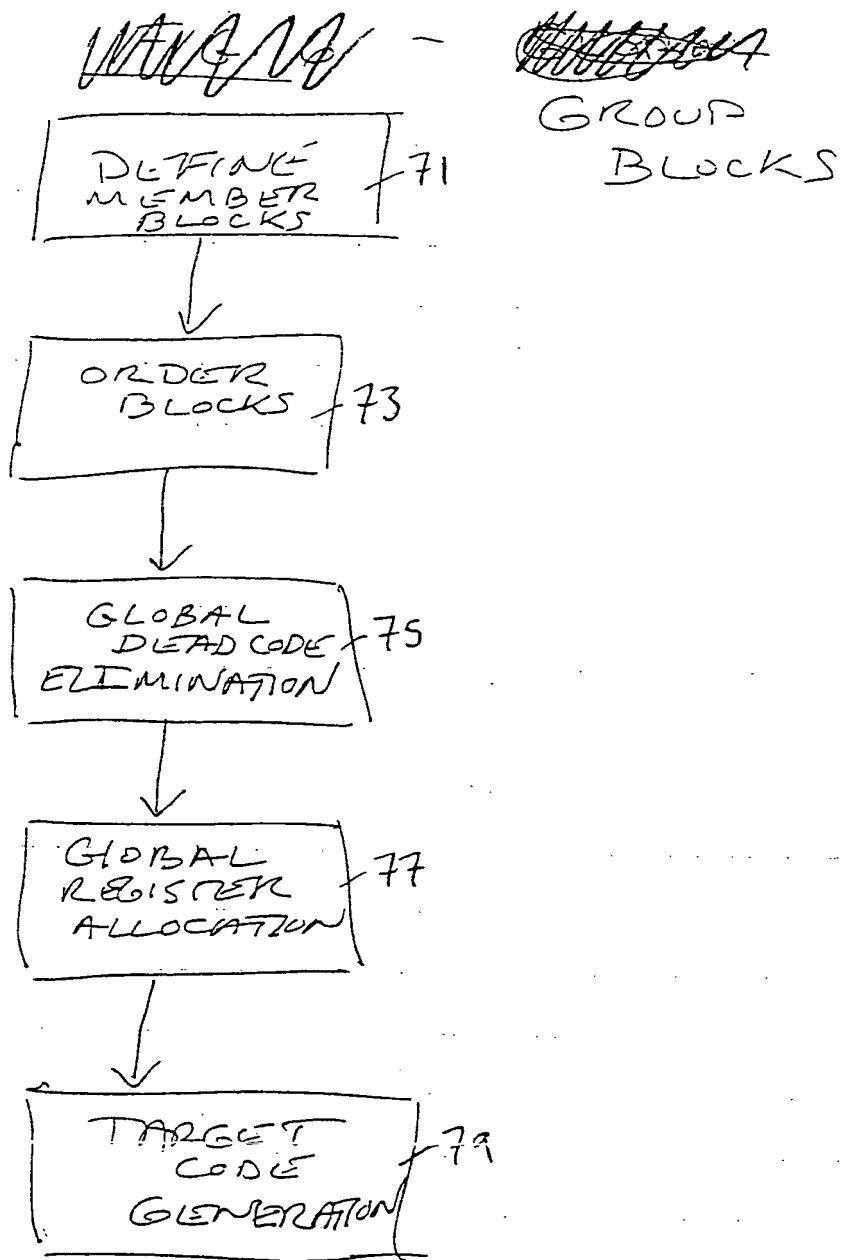 GROUP
BLOCKS
DEFINE
MEMBER
BLOCKS
71
ORDER
BLOCKS
73
GLOBAL
DEAD CODE
ELIMINATION
75
GLOBAL
REGISTER
ALLOCATION
77
TARGET
CODE
GENERATION
79